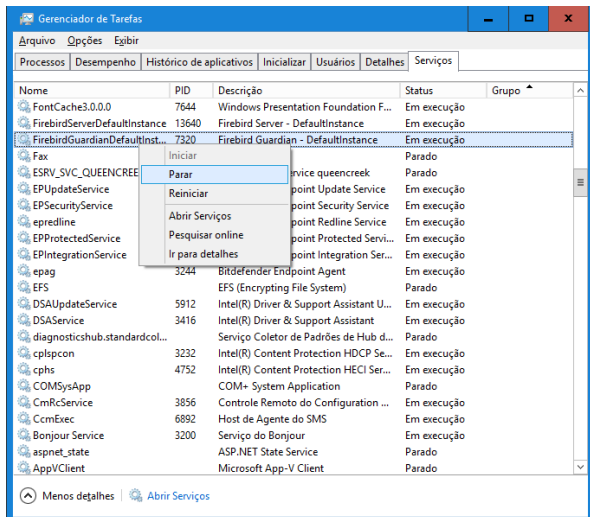 Gerenciador de Tarefas
Arquivo Opções Exibir
Processos Desempenho Histórico de aplicativos Inicializar Usuários Detalhes Serviços
Nome PID Descrição Status Grupo
FontCache3.0.0.0 7644 Windows Presentation Foundation F... Em execução
FirebirdServerDefaultInstance 13640 Firebird Server - DefaultInstance Em execução
FirebirdGuardianDefaultInst... 7320 Firebird Guardian - DefaultInstance Em execução
Fax Iniciar Parado
ESRV_SVC_QUEENCREE Parar ervice queencreek Parado
EPUpdateService Reiniciar point Update Service Em execução
EPSecurityService point Security Service Em execução
epredline Abrir Serviços point Redline Service Em execução
EPProtectedService Pesquisar online point Protected Servi... Em execução
EPIntegrationService Ir para detalhes point Integration Ser... Em execução
epag 3244 Bitdefender Endpoint Agent Em execução
EFS EFS (Encrypting File System) Parado
DSAUpdateService 5912 Intel(R) Driver & Support Assistant U... Em execução
DSAService 3416 Intel(R) Driver & Support Assistant Em execução
diagnosticshub.standardcol... Serviço Coletor de Padrões de Hub d... Parado
cplspcon 3232 Intel(R) Content Protection HDCP Se... Em execução
cphs 4752 Intel(R) Content Protection HECI Ser... Em execução
COMSysApp COM+ System Application Parado
CmRcService 3856 Controle Remoto do Configuration ... Em execução
CcmExec 6892 Host de Agente do SMS Em execução
Bonjour Service 3200 Serviço do Bonjour Em execução
aspnet_state ASP.NET State Service Parado
AppVClient Microsoft App-V Client Parado
Menos detalhes Abrir Serviços